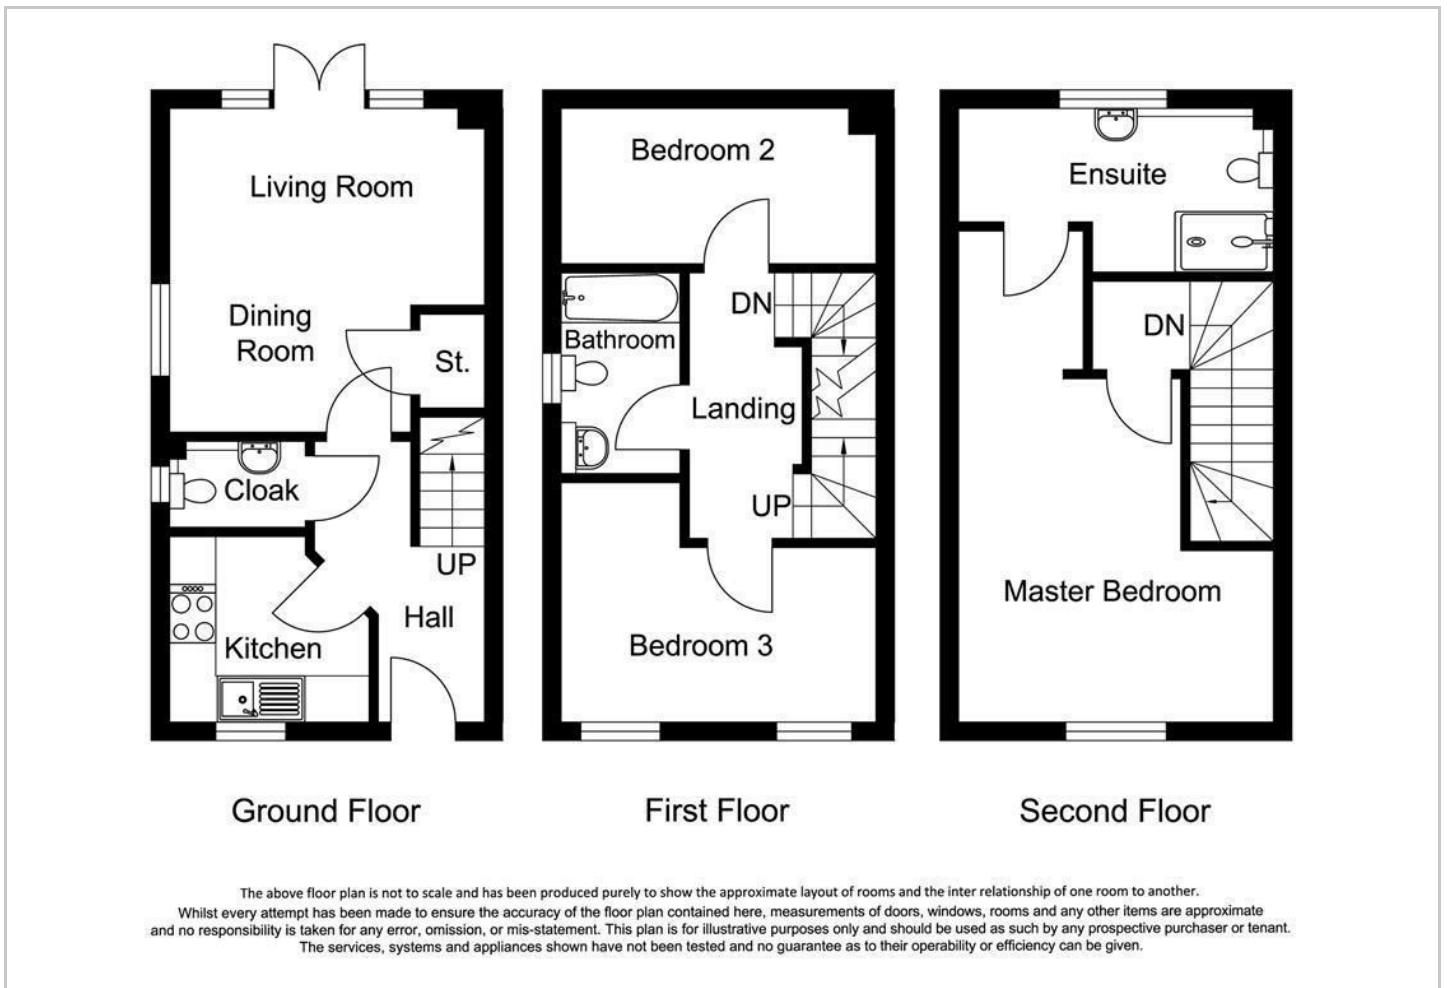 Living Room
Dining
Room
St.
Cloak
UP
Hall
Kitchen
Ground Floor
Bedroom 2
DN
Bathroom
Landing
UP
Bedroom 3
First Floor
Ensuite
DN
Master Bedroom
Second Floor
The above floor plan is not to scale and has been produced purely to show the approximate layout of rooms and the inter relationship of one room to another.
Whilst every attempt has been made to ensure the accuracy of the floor plan contained here, measurements of doors, windows, rooms and any other items are approximate
and no responsibility is taken for any error, omission, or mis-statement. This plan is for illustrative purposes only and should be used as such by any prospective purchaser or tenant.
The services, systems and appliances shown have not been tested and no guarantee as to their operability or efficiency can be given.